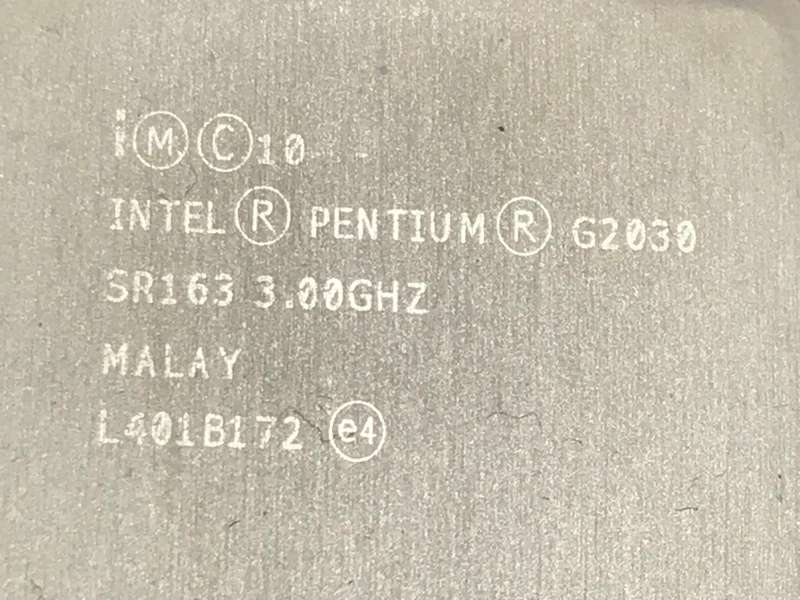 i Ⓜ Ⓒ 10
INTEL® PENTIUM® G2030
SR163 3.00GHZ
MALAY
L401B172 ⓔ4